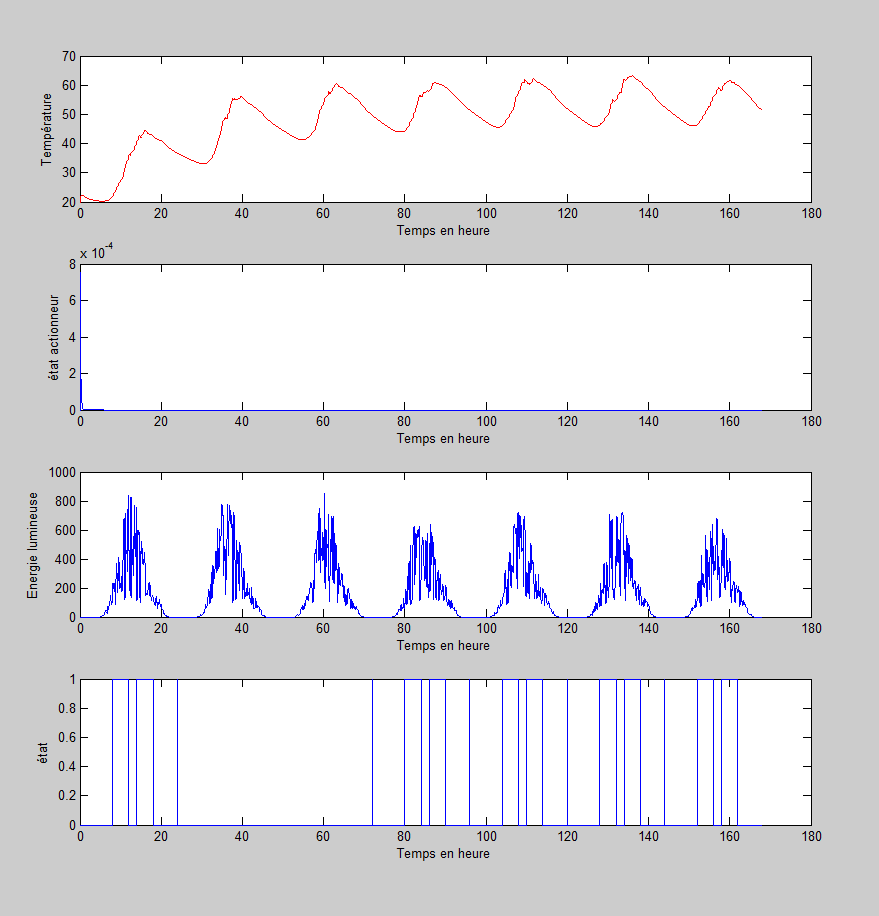 70
60
50
40
30
20
Température
0 20 40 60 80 100 120 140 160 180
Temps en heure
x 10-4
8
6
4
2
0
état actionneur
0 20 40 60 80 100 120 140 160 180
Temps en heure
1000
800
600
400
200
0
Energie lumineuse
0 20 40 60 80 100 120 140 160 180
Temps en heure
1
0.8
0.6
0.4
0.2
0
état
0 20 40 60 80 100 120 140 160 180
Temps en heure